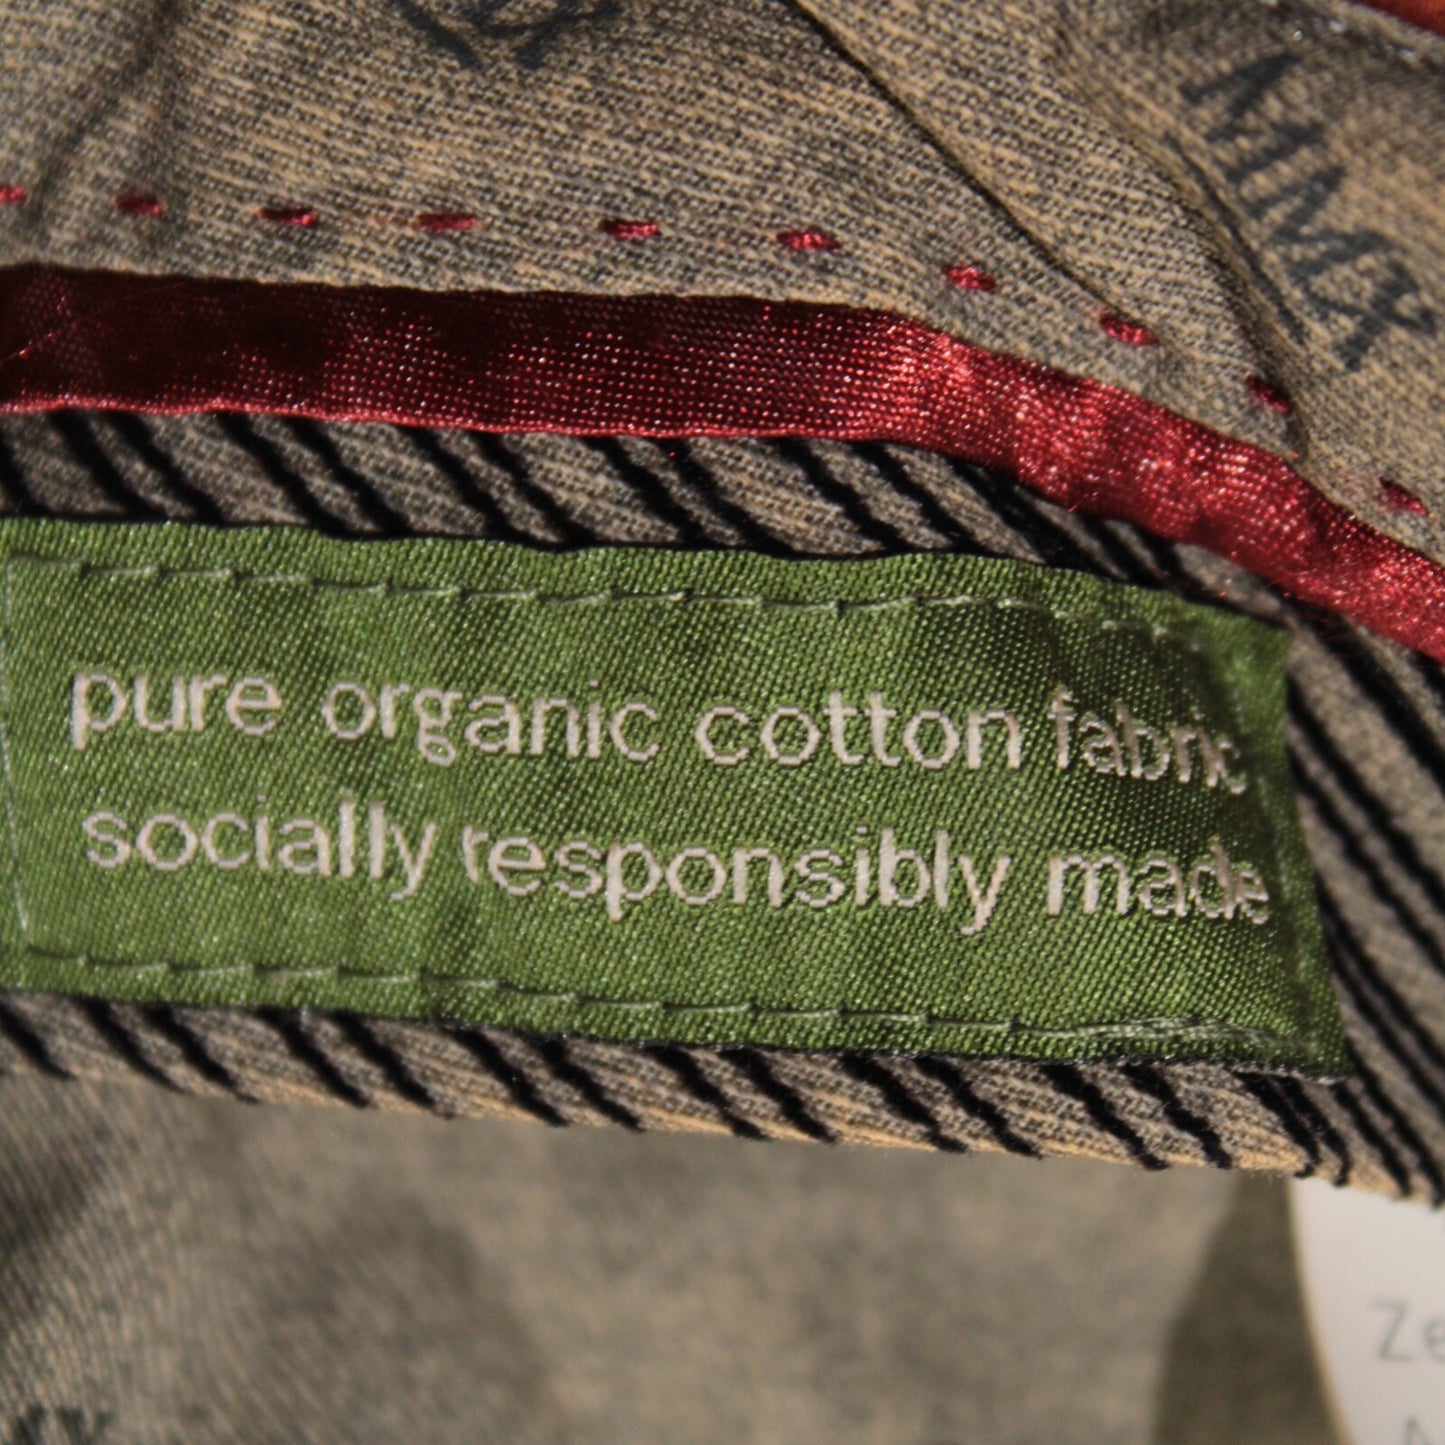 pure organic cotton fabric
socially responsibly made